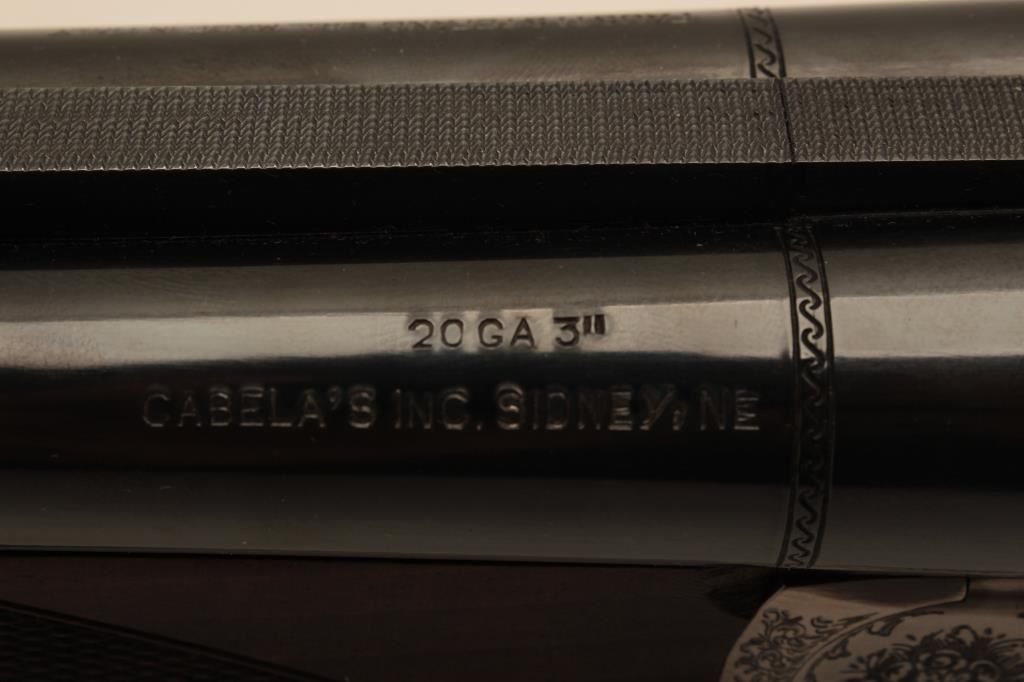 20 GA 3"
CABELA'S INC. SIDNEY, NE